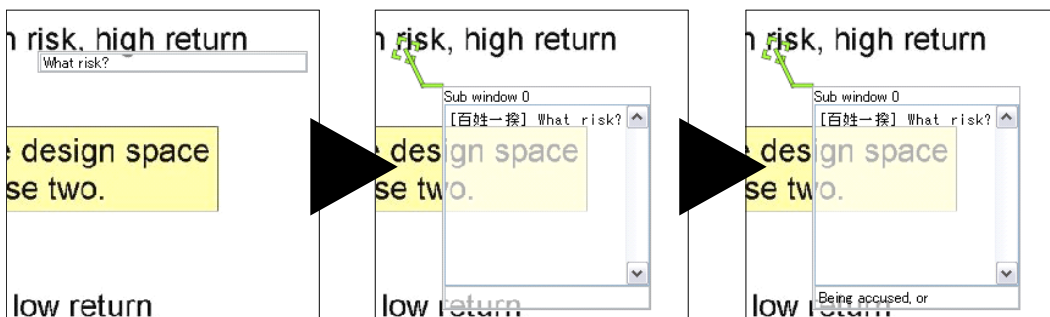 n risk, high return
What risk?
e design space
se two.
low return
n risk, high return
Sub window 0
[百姓一揆] What risk?
e design space
se two.
low return
n risk, high return
Sub window 0
[百姓一揆] What risk?
e design space
se two.
Being accused, or
low return